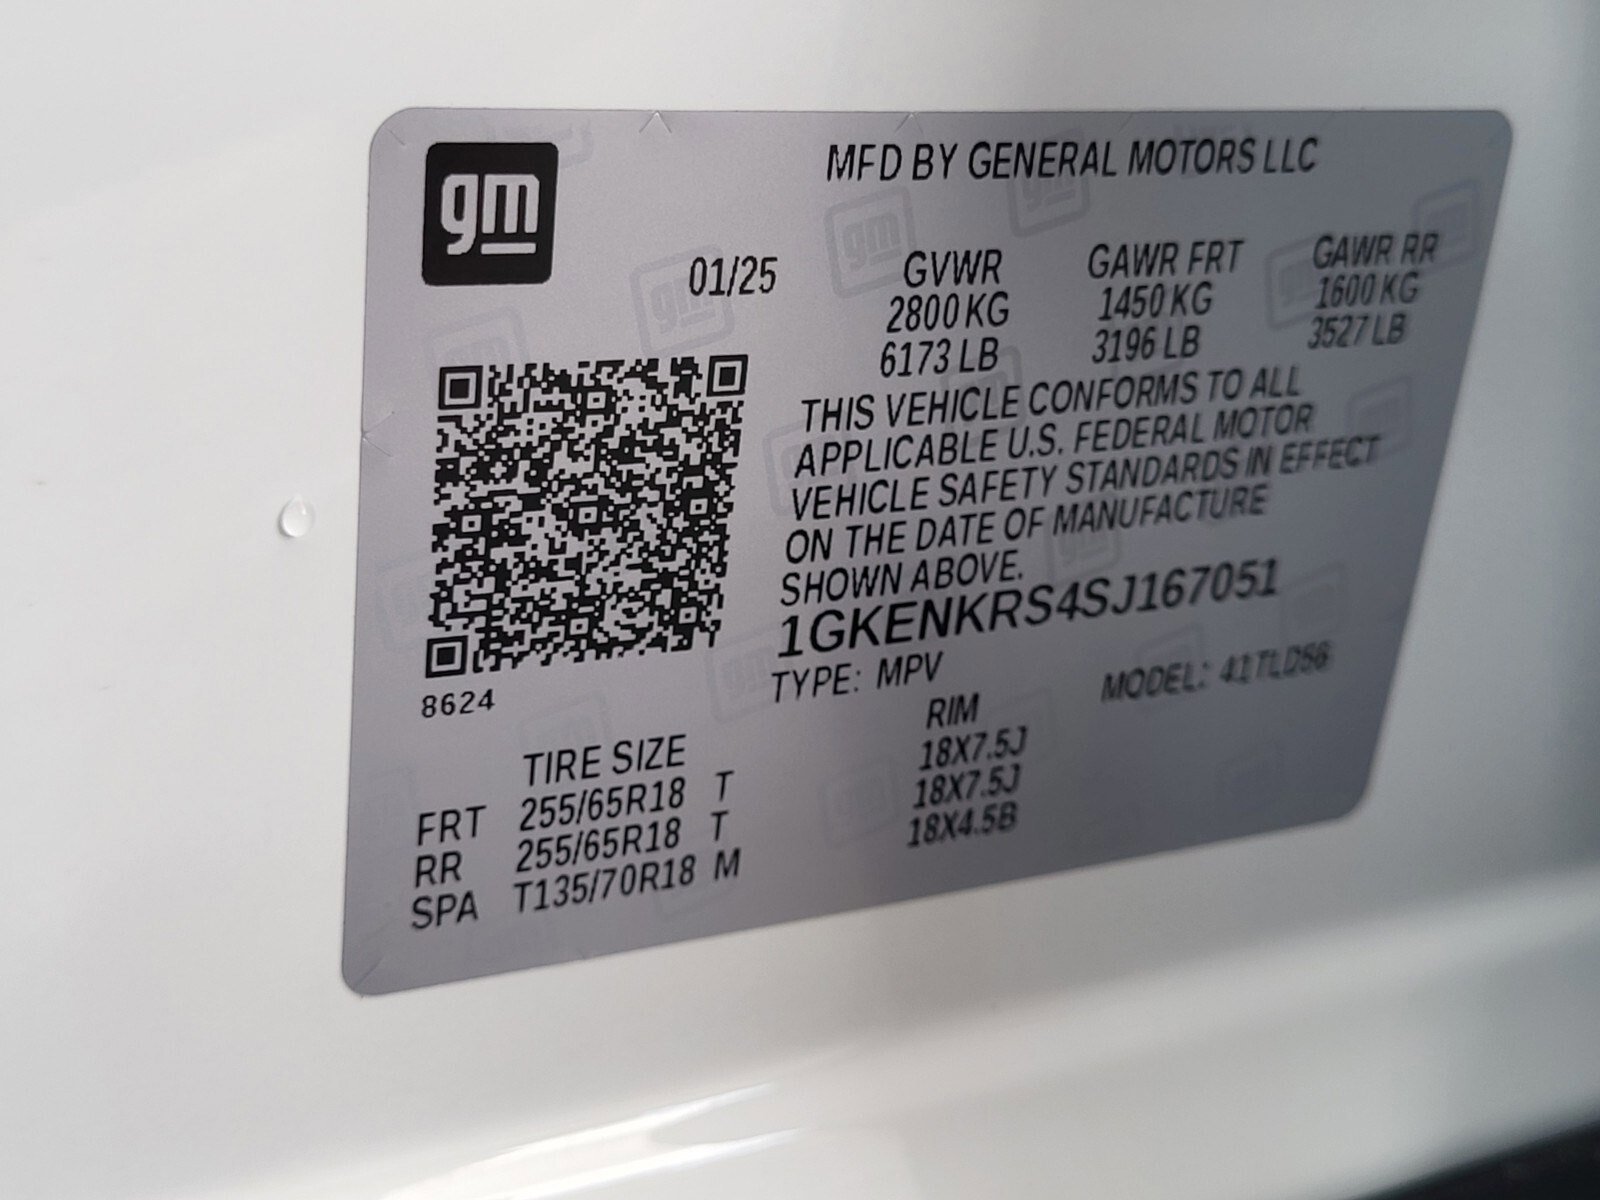 gm
MFD BY GENERAL MOTORS LLC
01/25 GVWR GAWR FRT GAWR RR
2800 KG 1450 KG 1600 KG
6173 LB 3196 LB 3527 LB
THIS VEHICLE CONFORMS TO ALL
APPLICABLE U.S. FEDERAL MOTOR
VEHICLE SAFETY STANDARDS IN EFFECT
ON THE DATE OF MANUFACTURE
SHOWN ABOVE.
1GKENKRS4SJ167051
TYPE: MPV MODEL:
8624
TIRE SIZE RIM
FRT 255/65R18 T 18X7.5J
RR 255/65R18 T 18X7.5J
SPA T135/70R18 M 18X4.5B